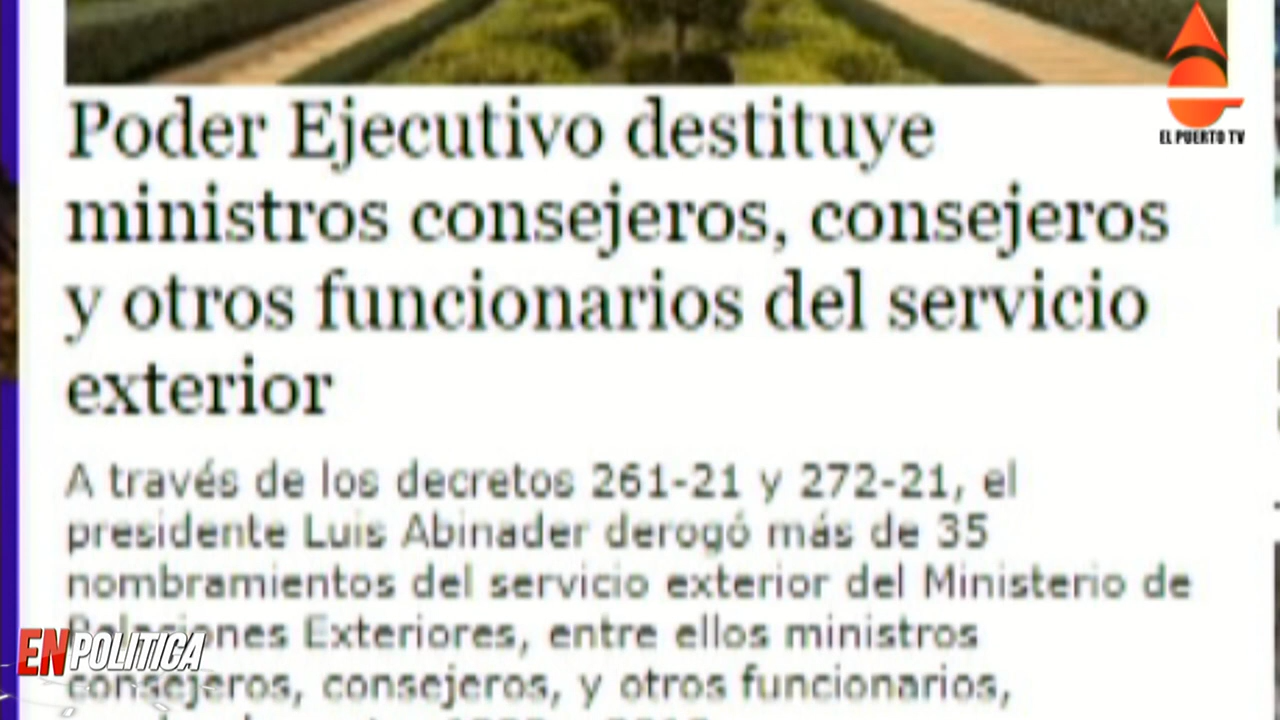 EL PUERTO TV
Poder Ejecutivo destituye
ministros consejeros, consejeros
y otros funcionarios del servicio
exterior
A través de los decretos 261-21 y 272-21, el
presidente Luis Abinader derogó más de 35
nombramientos del servicio exterior del Ministerio de
Relaciones Exteriores, entre ellos ministros
consejeros, consejeros, y otros funcionarios,
EN POLITICA